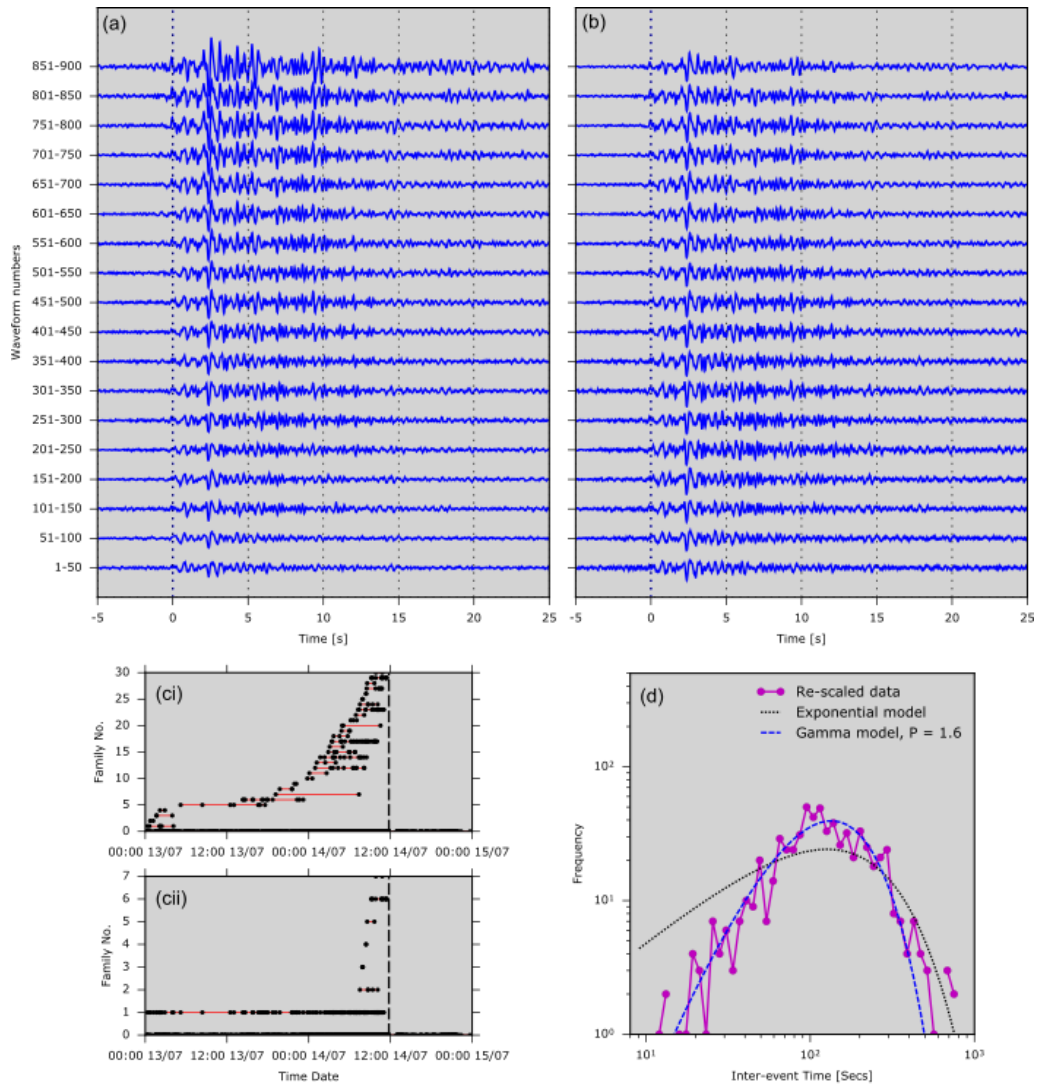 (a)
(b)
Waveform numbers
851-900
801-850
751-800
701-750
651-700
601-650
551-600
501-550
451-500
401-450
351-400
301-350
251-300
201-250
151-200
101-150
51-100
1-50
-5 0 5 10 15 20 25
-5 0 5 10 15 20 25
Time [s]
Time [s]
(ci)
Family No.
30
25
20
15
10
5
0
00:00 13/07 12:00 13/07 00:00 14/07 12:00 14/07 00:00 15/07
(cii)
Family No.
7
6
5
4
3
2
1
0
00:00 13/07 12:00 13/07 00:00 14/07 12:00 14/07 00:00 15/07
Time Date
(d)
Re-scaled data
Exponential model
Gamma model, P = 1.6
Frequency
10²
10¹
10⁰
10¹ 10² 10³
Inter-event Time [Secs]